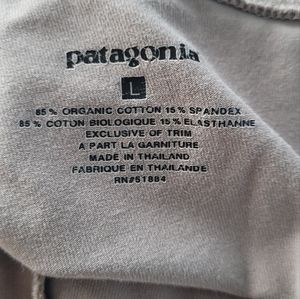 patagonia
L
85% ORGANIC COTTON 15% SPANDEX
85% COTON BIOLOGIQUE 15% ELASTHANNE
EXCLUSIVE OF TRIM
A PART LA GARNITURE
MADE IN THAILAND
FABRIQUE EN THAILANDE
RN#51884